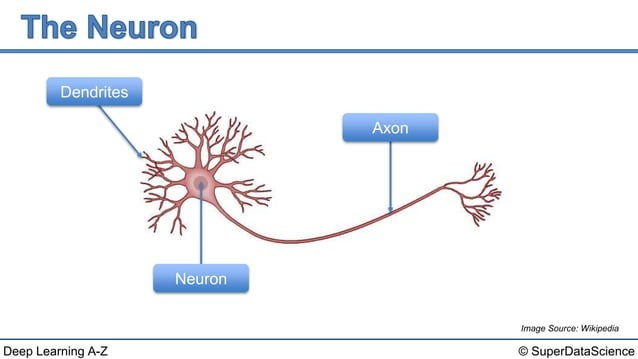 The Neuron
Dendrites
Axon
Neuron
Image Source: Wikipedia
Deep Learning A-Z
© SuperDataScience